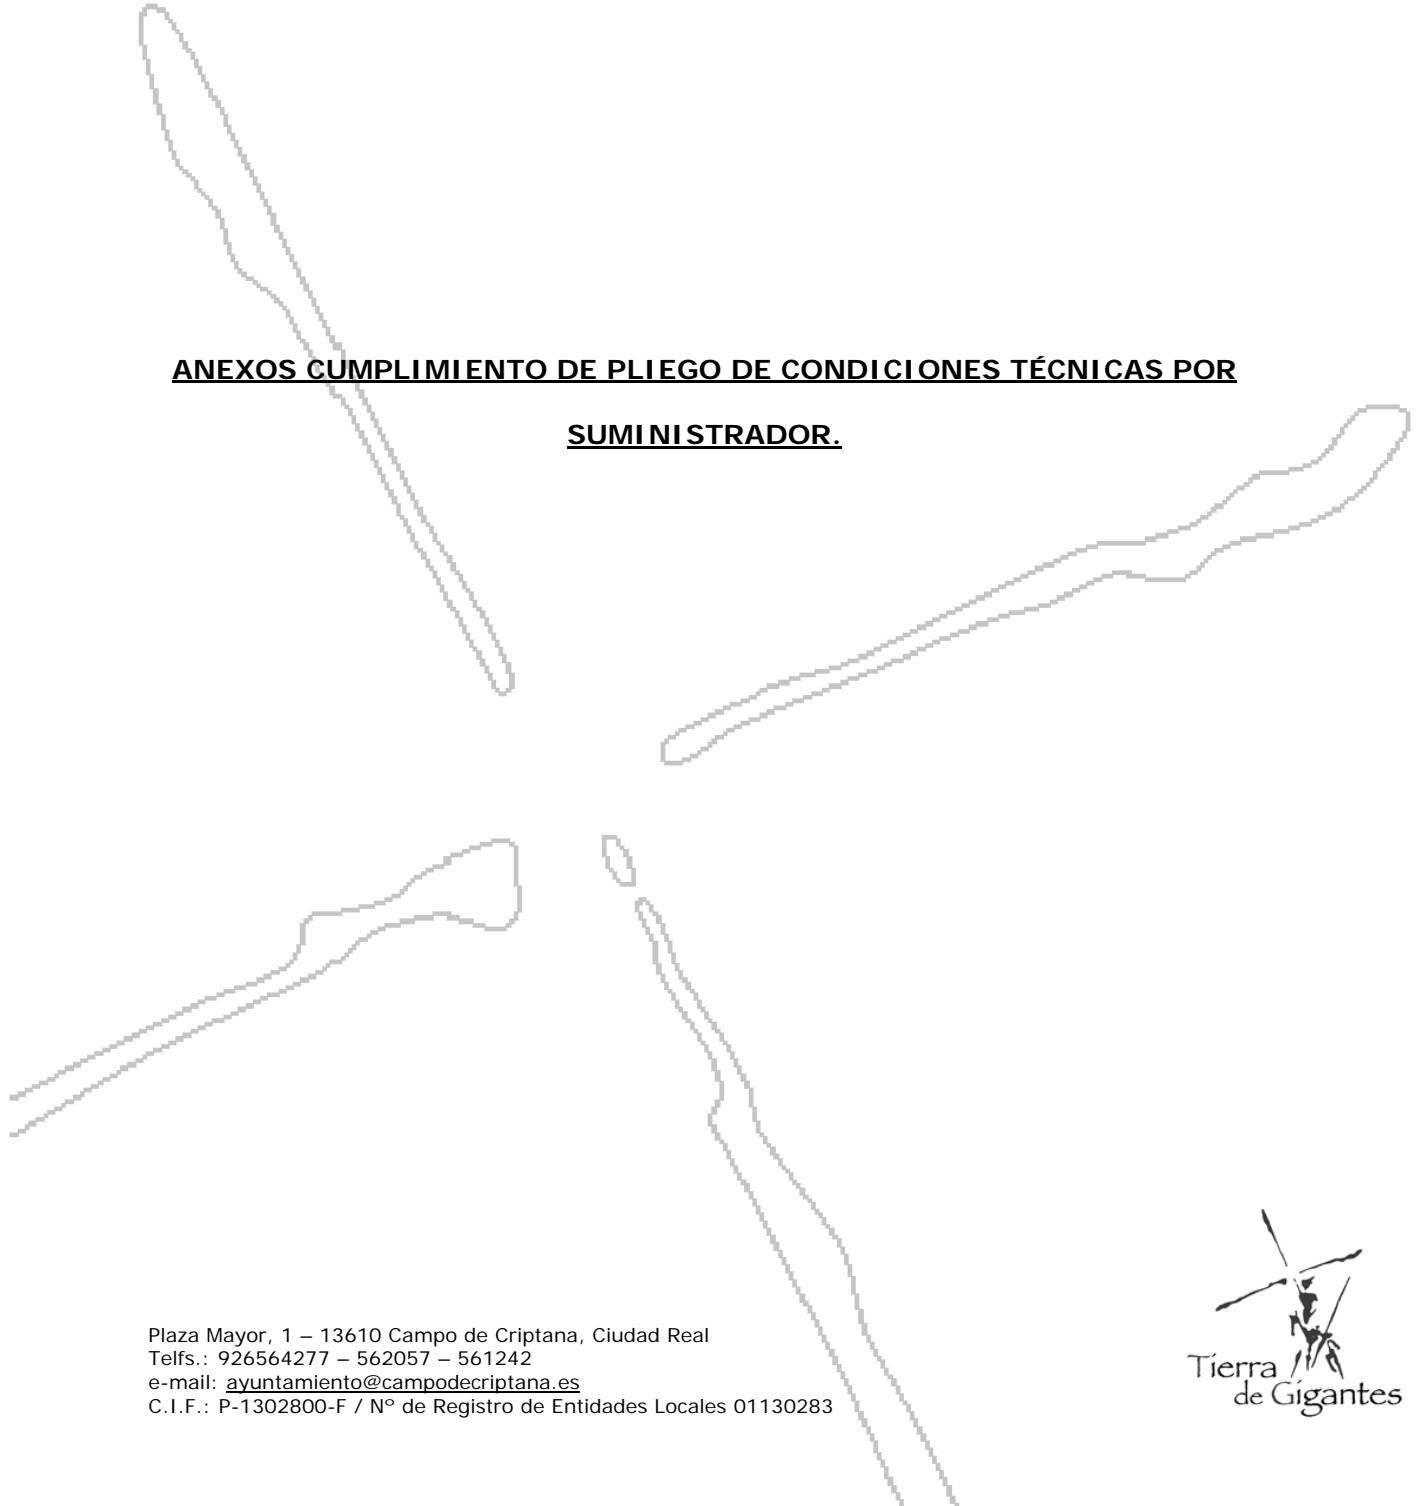 ANEXOS CUMPLIMIENTO DE PLIEGO DE CONDICIONES TÉCNICAS POR
SUMINISTRADOR.
Plaza Mayor, 1 – 13610 Campo de Criptana, Ciudad Real
Telfs.: 926564277 – 562057 – 561242
e-mail: ayuntamiento@campodecriptana.es
C.I.F.: P-1302800-F / Nº de Registro de Entidades Locales 01130283
Tierra
de Gigantes